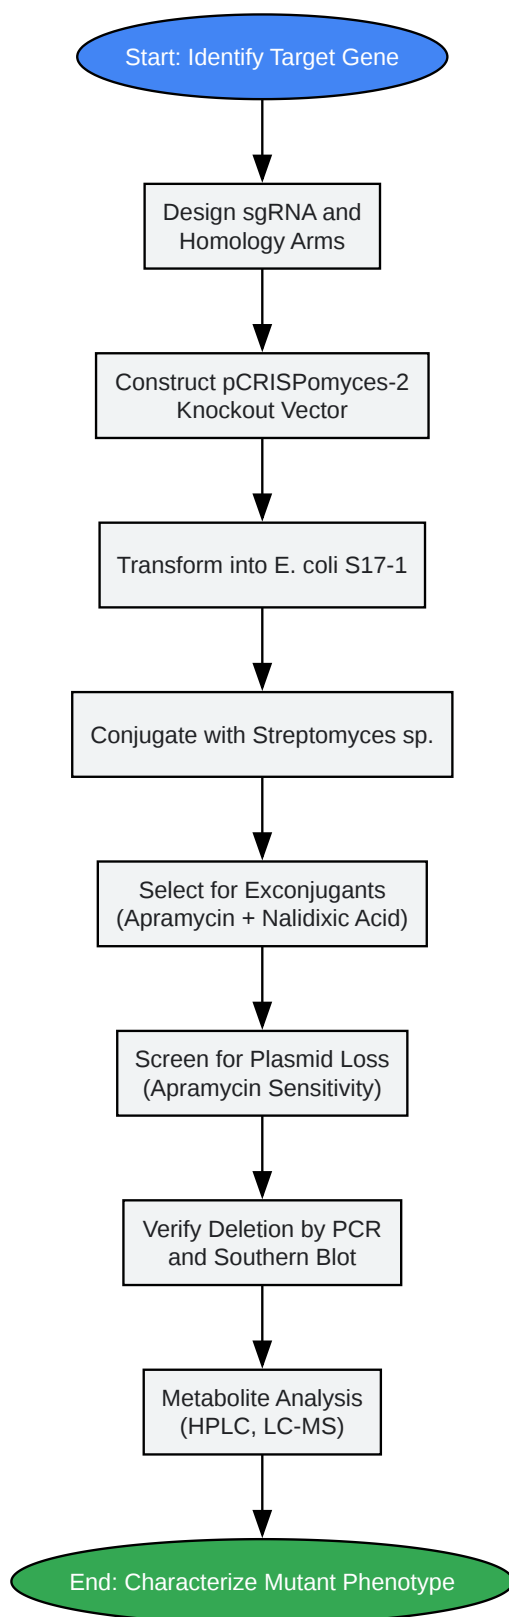 Start: Identify Target Gene
Design sgRNA and
Homology Arms
Construct pCRISPomyces-2
Knockout Vector
Transform into E. coli S17-1
Conjugate with Streptomyces sp.
Select for Exconjugants
(Apramycin + Nalidixic Acid)
Screen for Plasmid Loss
(Apramycin Sensitivity)
Verify Deletion by PCR
and Southern Blot
Metabolite Analysis
(HPLC, LC-MS)
End: Characterize Mutant Phenotype